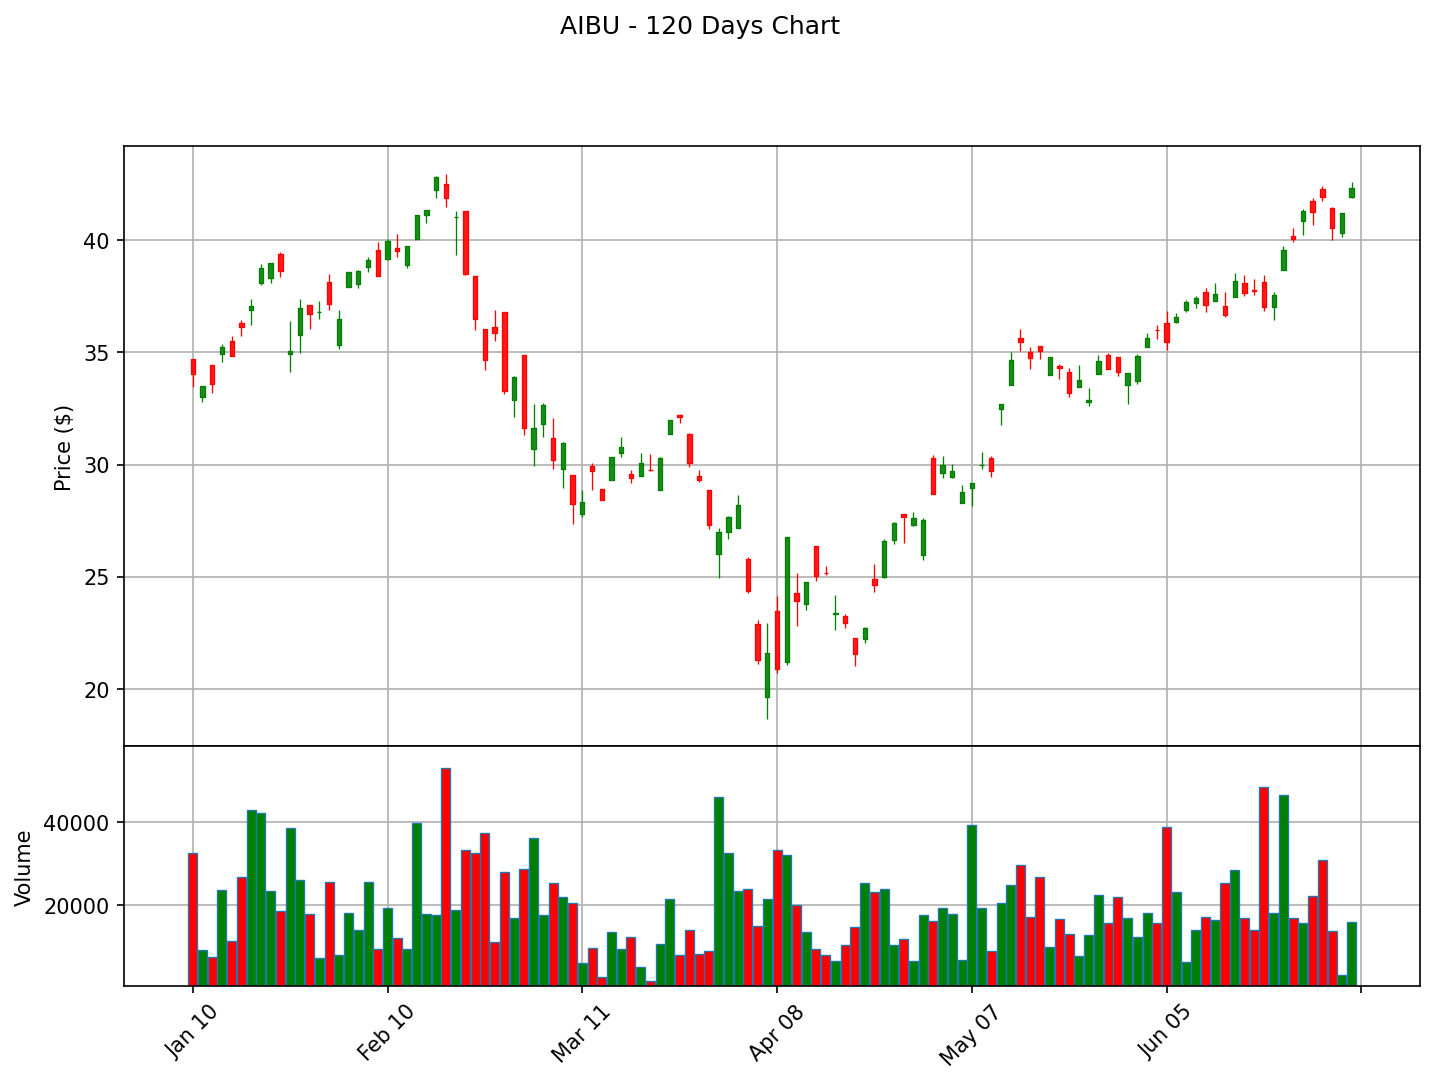 AIBU - 120 Days Chart
Price ($)
40
35
30
25
20
Volume
40000
20000
Jan 10
Feb 10
Mar 11
Apr 08
May 07
Jun 05